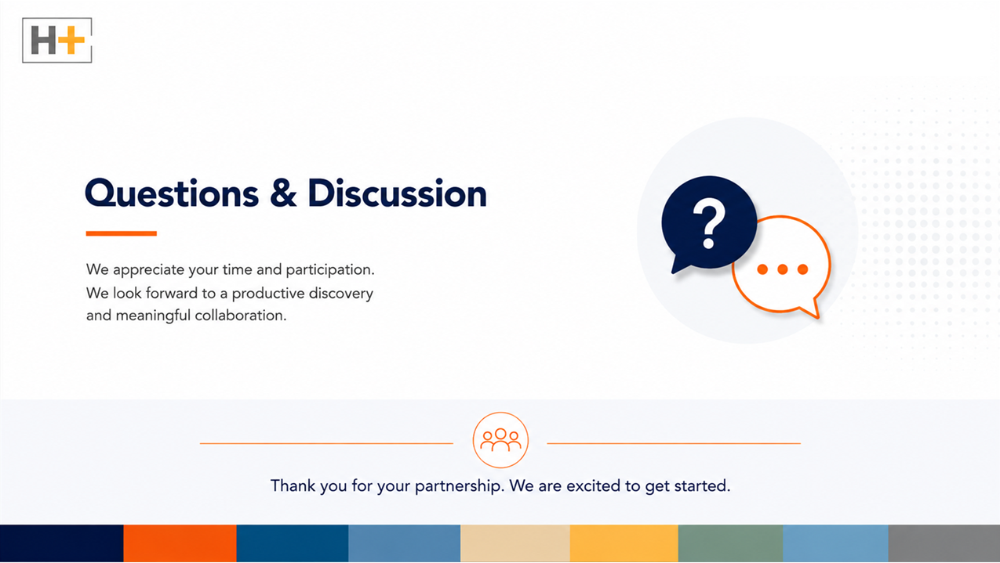 H+
Questions & Discussion
We appreciate your time and participation.
We look forward to a productive discovery
and meaningful collaboration.
?
Thank you for your partnership. We are excited to get started.